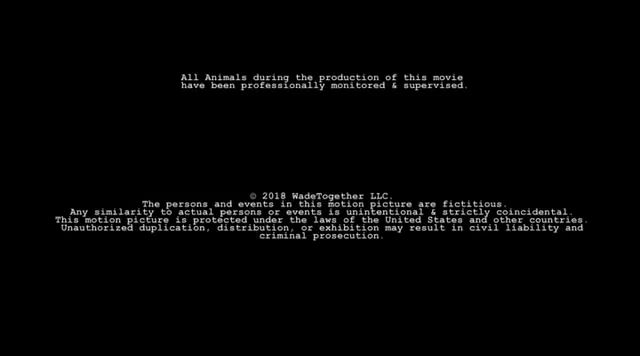 All Animals during the production of this movie
have been professionally monitored & supervised.
© 2018 WadeTogether LLC.
The persons and events in this motion picture are fictitious.
Any similarity to actual persons or events is unintentional & strictly coincidental.
This motion picture is protected under the laws of the United States and other countries.
Unauthorized duplication, distribution, or exhibition may result in civil liability and
criminal prosecution.